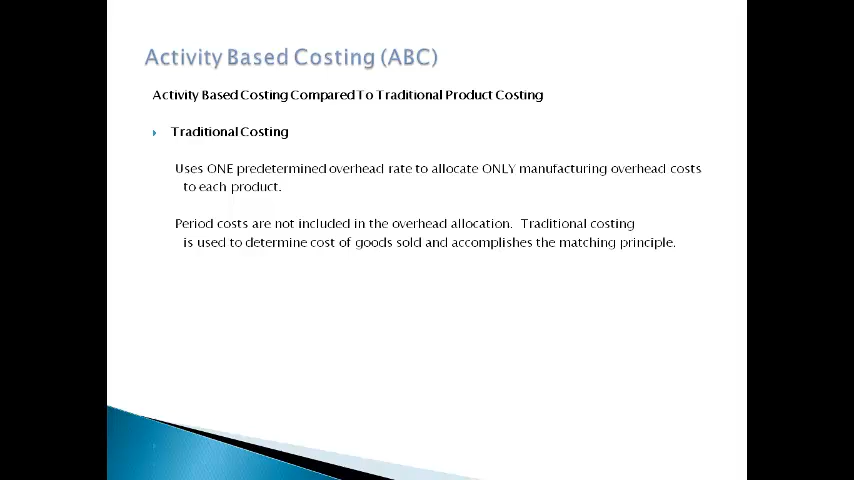 Activity Based Costing (ABC)
Activity Based Costing Compared To Traditional Product Costing
Traditional Costing
Uses ONE predetermined overhead rate to allocate ONLY manufacturing overhead costs
to each product.
Period costs are not included in the overhead allocation. Traditional costing
is used to determine cost of goods sold and accomplishes the matching principle.